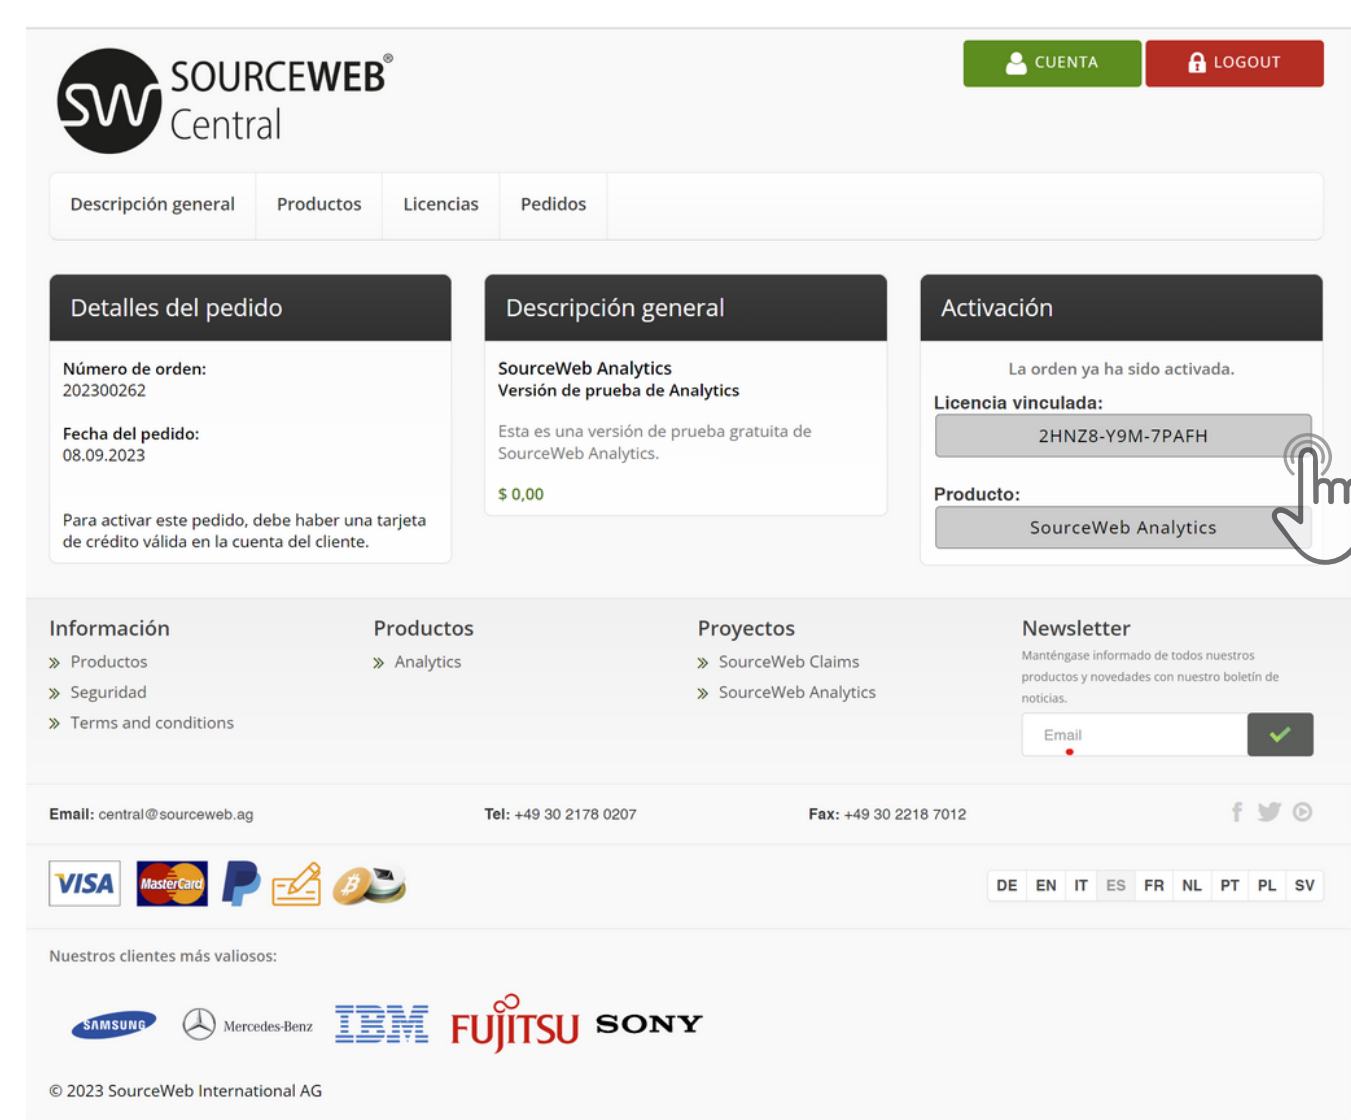 SW SOURCEWEB®
Central
CUENTA
LOGOUT
Descripción general Productos Licencias Pedidos
Detalles del pedido
Número de orden:
202300262
Fecha del pedido:
08.09.2023
Para activar este pedido, debe haber una tarjeta
de crédito válida en la cuenta del cliente.
Descripción general
SourceWeb Analytics
Versión de prueba de Analytics
Esta es una versión de prueba gratuita de
SourceWeb Analytics.
$ 0,00
Activación
La orden ya ha sido activada.
Licencia vinculada:
2HNZ8-Y9M-7PAFH
Producto:
SourceWeb Analytics
Información
» Productos
» Seguridad
» Terms and conditions
Productos
» Analytics
Proyectos
» SourceWeb Claims
» SourceWeb Analytics
Newsletter
Manténgase informado de todos nuestros
productos y novedades con nuestro boletín de
noticias.
Email
Email: central@sourceweb.ag Tel: +49 30 2178 0207 Fax: +49 30 2218 7012
VISA MasterCard
DE EN IT ES FR NL PT PL SV
Nuestros clientes más valiosos:
SAMSUNG Mercedes-Benz IBM FUJITSU SONY
© 2023 SourceWeb International AG